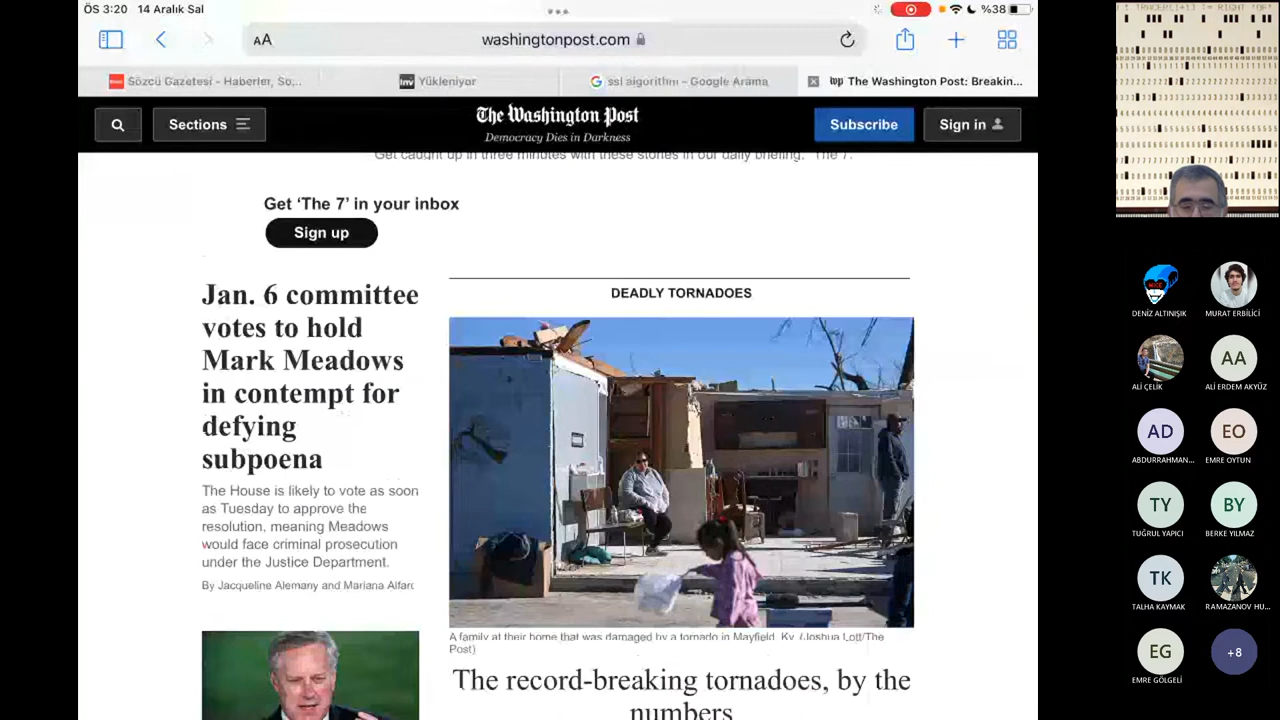 ÖS 3:20 14 Aralık Sal
%38
AA
washingtonpost.com
Sözcü Gazetesi - Haberler, So...
Inv Yükleniyor
G ssl algorithm - Google Arama
wp The Washington Post: Breakin...
Sections
The Washington Post
Democracy Dies in Darkness
Subscribe
Sign in
Get caught up in three minutes with these stories in our daily briefing, "The 7".
Get 'The 7' in your inbox
Sign up
Jan. 6 committee
votes to hold
Mark Meadows
in contempt for
defying
subpoena
The House is likely to vote as soon
as Tuesday to approve the
resolution, meaning Meadows
would face criminal prosecution
under the Justice Department.
By Jacqueline Alemany and Mariana Alfaro
DEADLY TORNADOES
A family at their home that was damaged by a tornado in Mayfield, Ky. (Joshua Lott/The
Post)
The record-breaking tornadoes, by the
numbers
DENİZ ALTINIŞIK
MURAT ERBİLİCİ
ALİ ÇELİK
AA
ALİ ERDEM AKYÜZ
AD
ABDURRAHMAN...
EO
EMRE OYTUN
TY
TUĞRUL YAPICI
BY
BERKE YILMAZ
TK
TALHA KAYMAK
RAMAZANOV HU...
EG
EMRE GÖLGELİ
+8